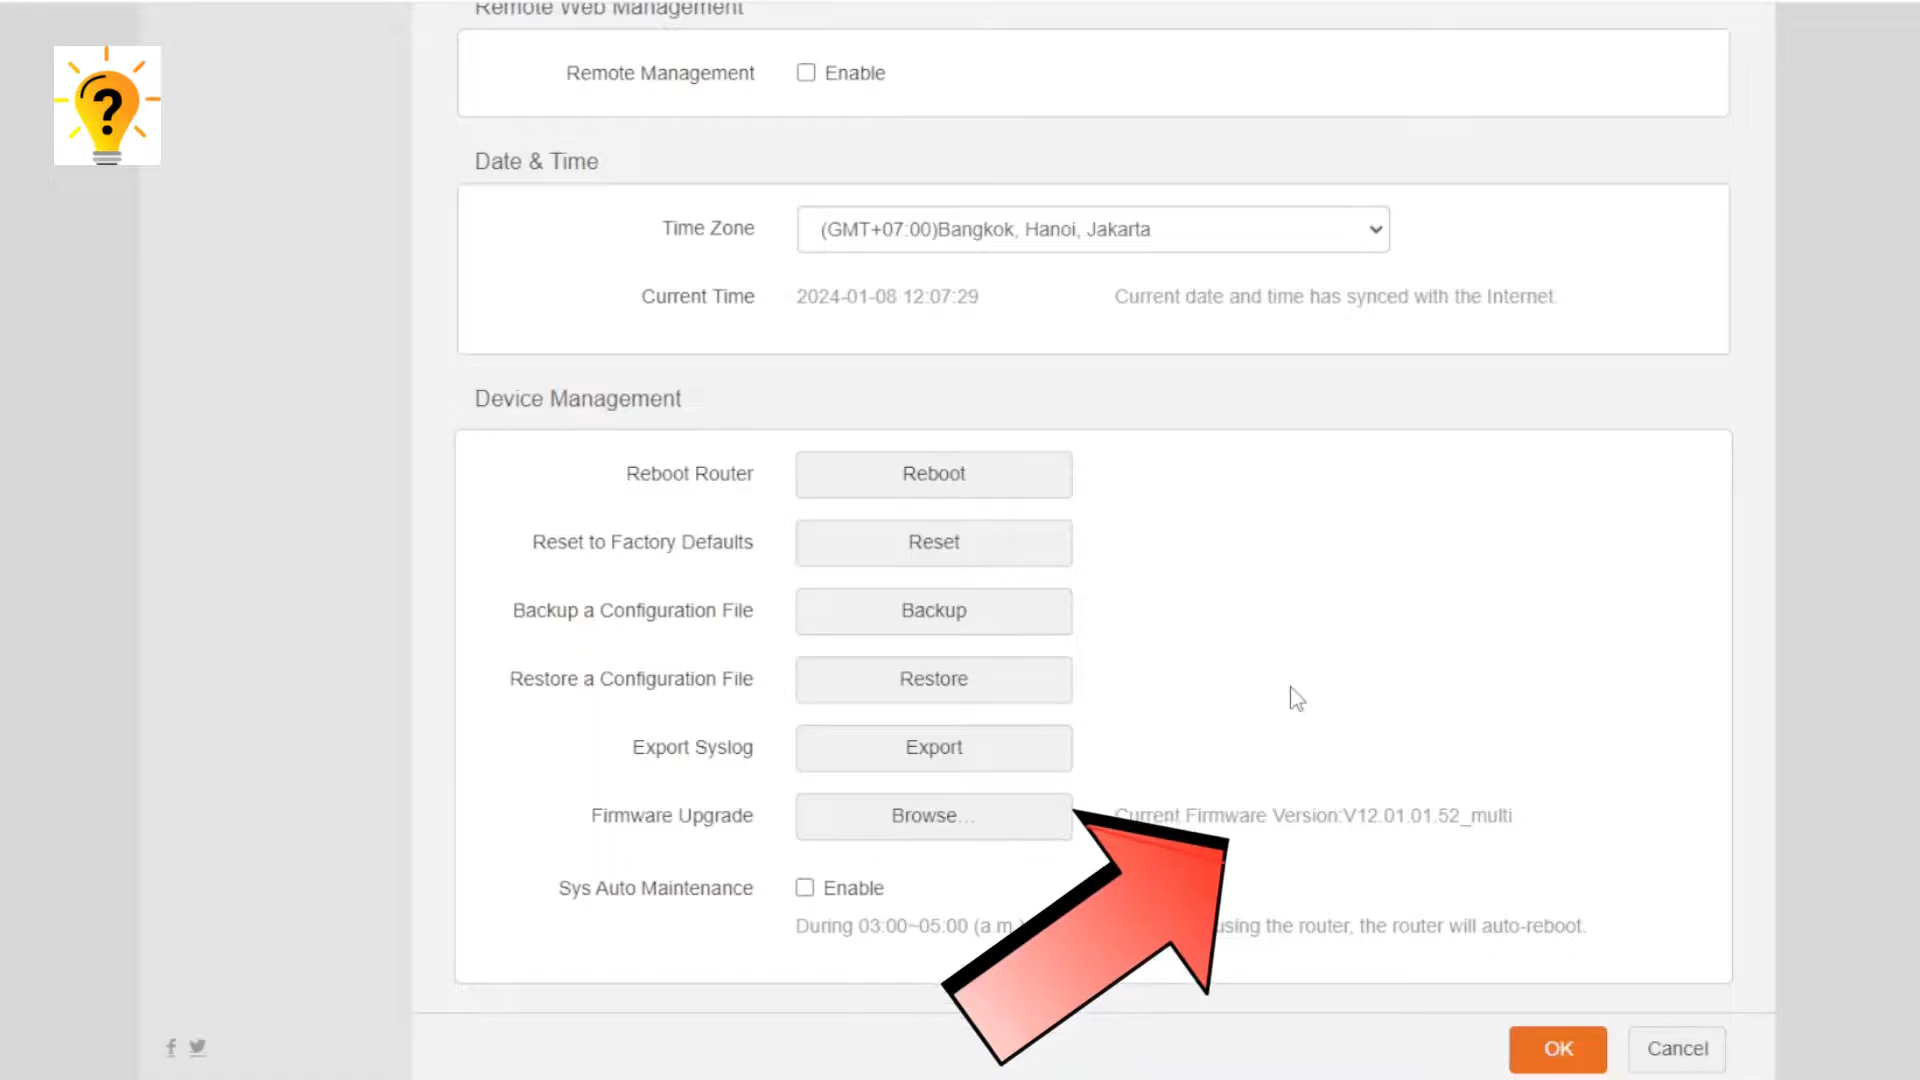 Remote Web Management
?
Remote Management Enable
Date & Time
Time Zone (GMT+07:00)Bangkok, Hanoi, Jakarta
Current Time 2024-01-08 12:07:29 Current date and time has synced with the Internet.
Device Management
Reboot Router Reboot
Reset to Factory Defaults Reset
Backup a Configuration File Backup
Restore a Configuration File Restore
Export Syslog Export
Firmware Upgrade Browse... Current Firmware Version:V12.01.01.52_multi
Sys Auto Maintenance Enable
During 03:00~05:00 (a.m.) using the router, the router will auto-reboot.
OK Cancel